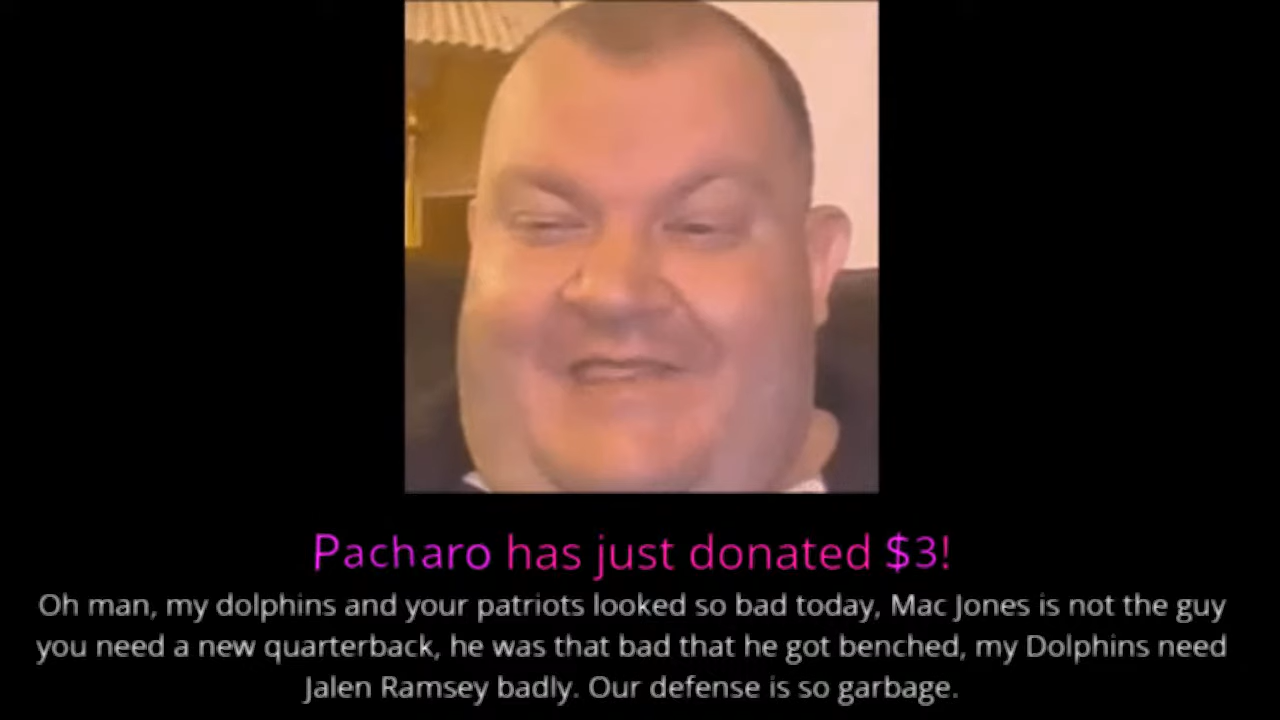 Pacharo has just donated $3!
Oh man, my dolphins and your patriots looked so bad today, Mac Jones is not the guy
you need a new quarterback, he was that bad that he got benched, my Dolphins need
Jalen Ramsey badly. Our defense is so garbage.